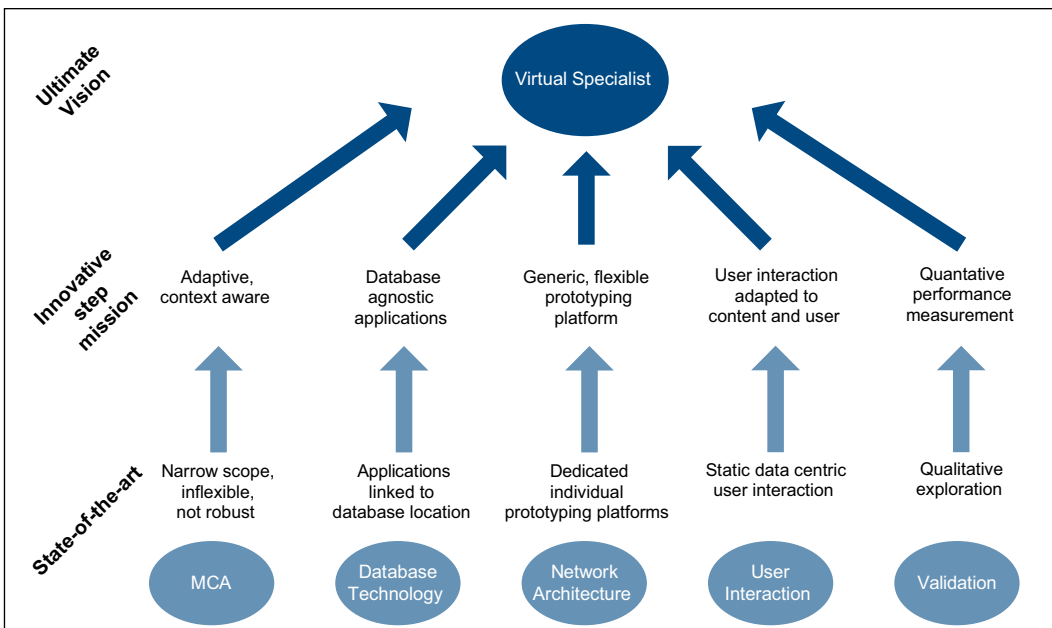 Ultimate
Vision
Virtual Specialist
Innovative
step
mission
Adaptive,
context aware
Database
agnostic
applications
Generic, flexible
prototyping
platform
User interaction
adapted to
content and user
Quantative
performance
measurement
State-of-the-art
Narrow scope,
inflexible,
not robust
Applications
linked to
database location
Dedicated
individual
prototyping platforms
Static data centric
user interaction
Qualitative
exploration
MCA
Database
Technology
Network
Architecture
User
Interaction
Validation